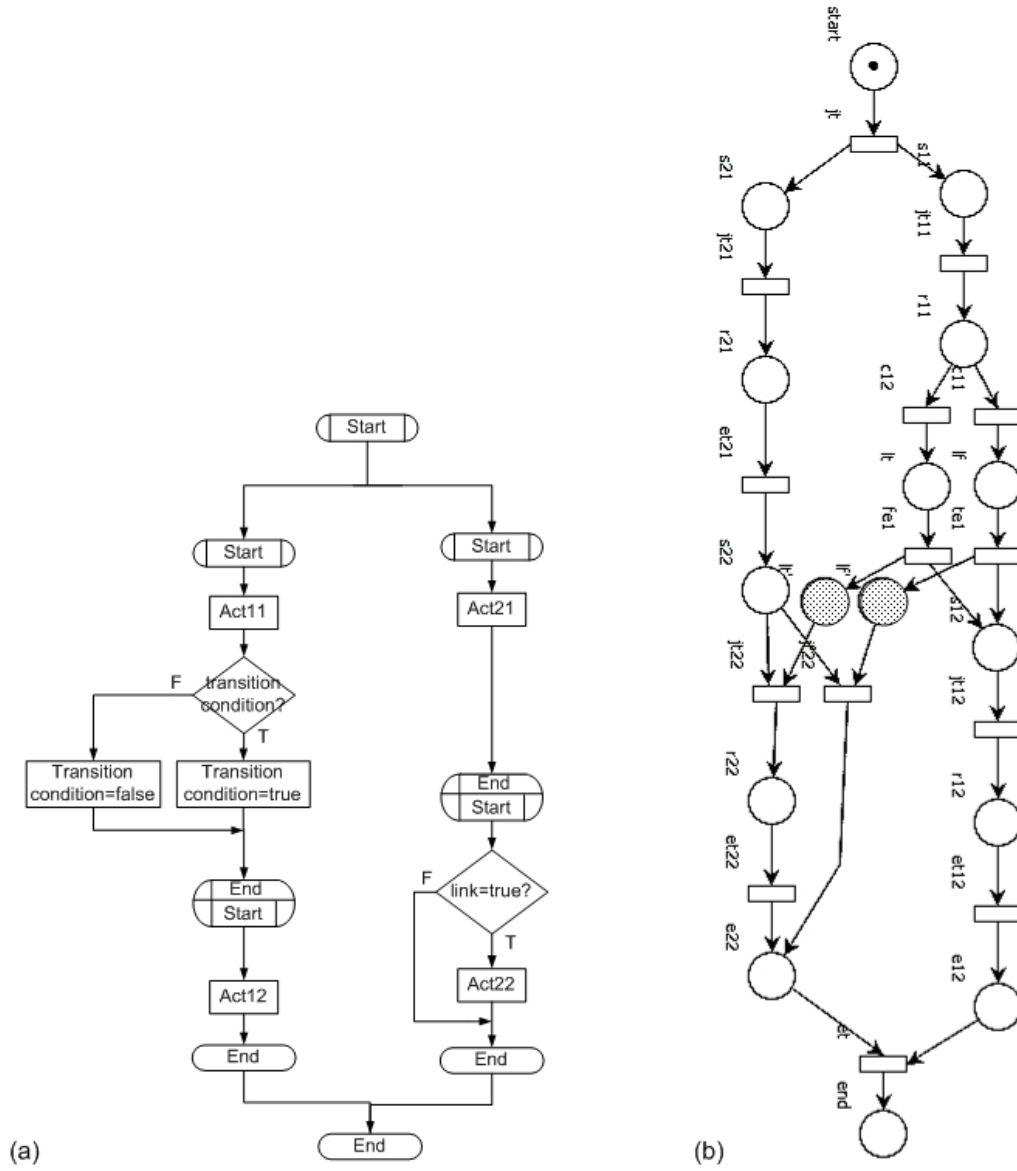 Start
Start
Start
Act11
Act21
F
transition
condition?
T
Transition
condition=false
Transition
condition=true
End
Start
End
Start
F
link=true?
T
Act12
Act22
End
End
End
(a)
start
jt
s21
s11
jt21
jt11
r21
r11
c12
c11
et21
lt
lf
fe1
te1
s22
lt'
lf'
s12
jt22
jf22
jt12
r22
r12
et22
et12
e22
e12
et
end
(b)